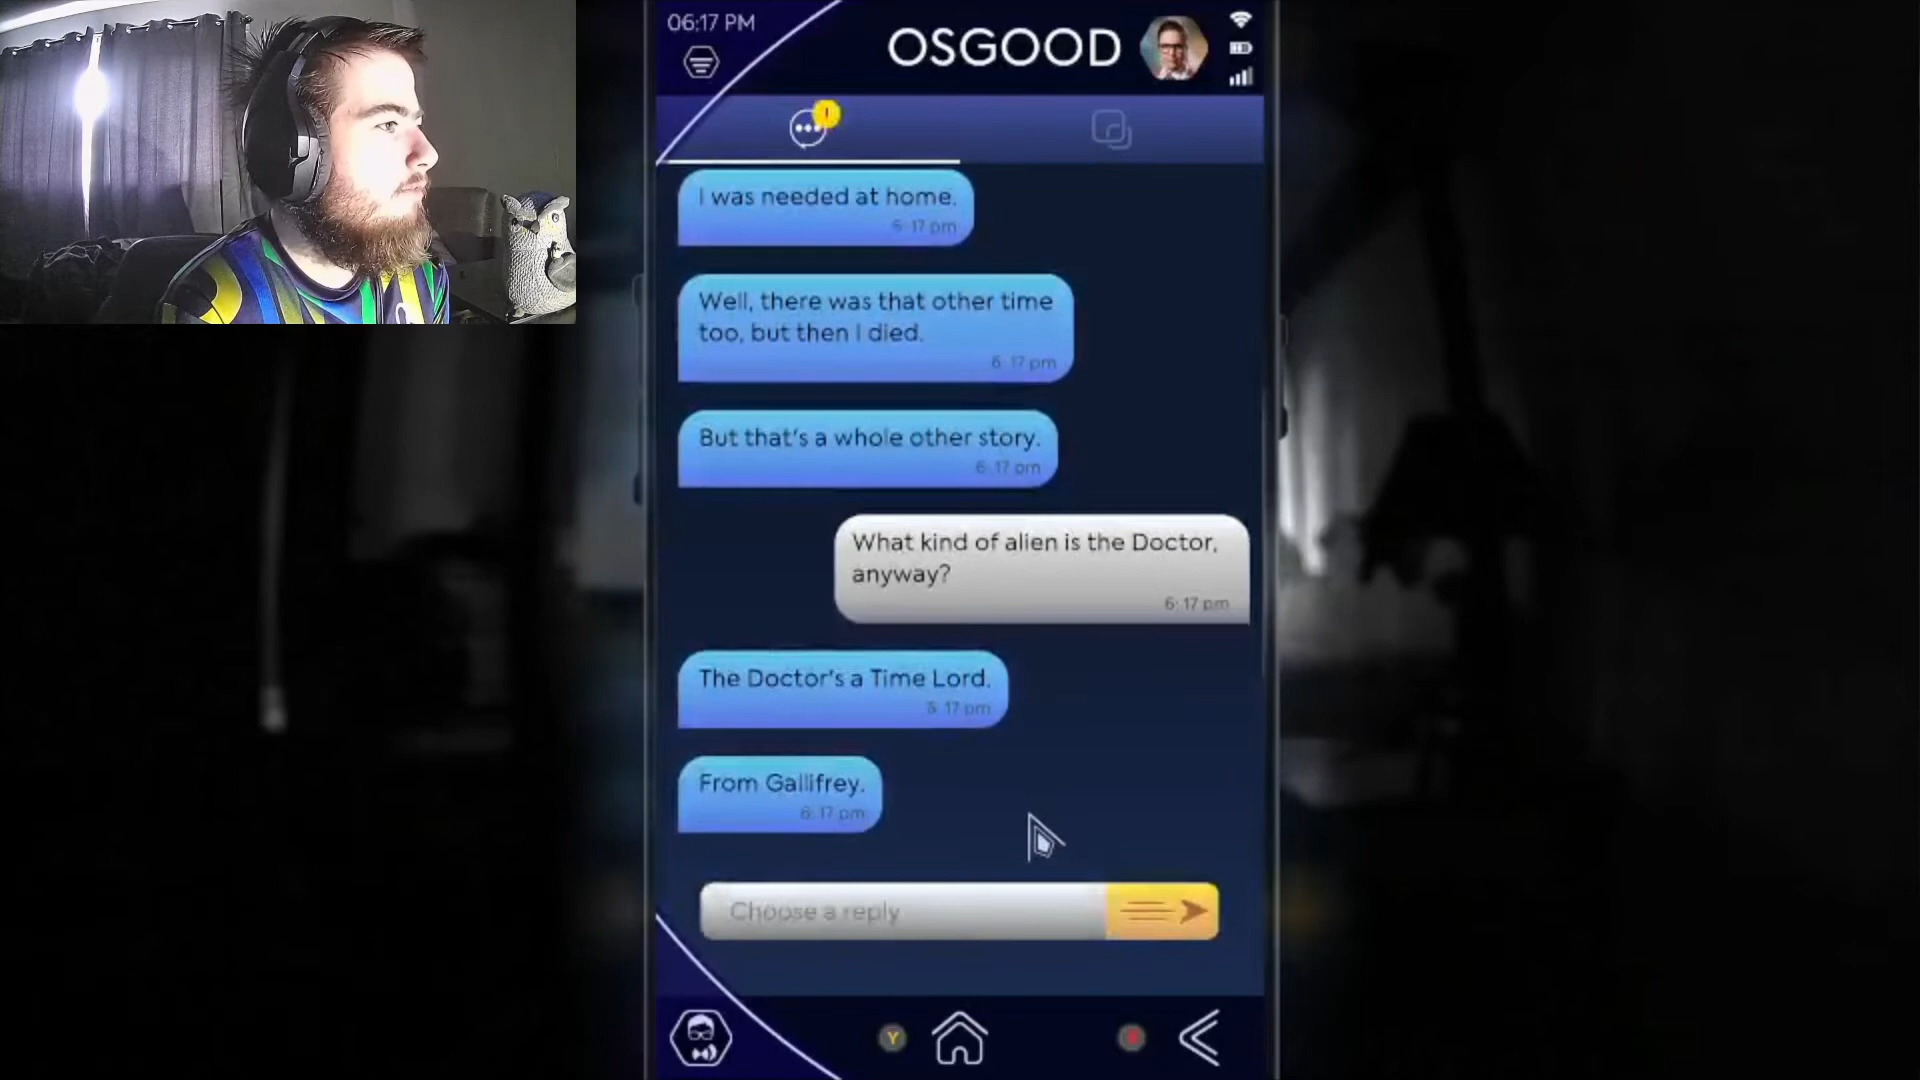 06:17 PM
OSGOOD
I was needed at home.
6:17 pm
Well, there was that other time
too, but then I died.
6:17 pm
But that's a whole other story.
6:17 pm
What kind of alien is the Doctor,
anyway?
6:17 pm
The Doctor's a Time Lord.
6:17 pm
From Gallifrey.
6:17 pm
Choose a reply
Y